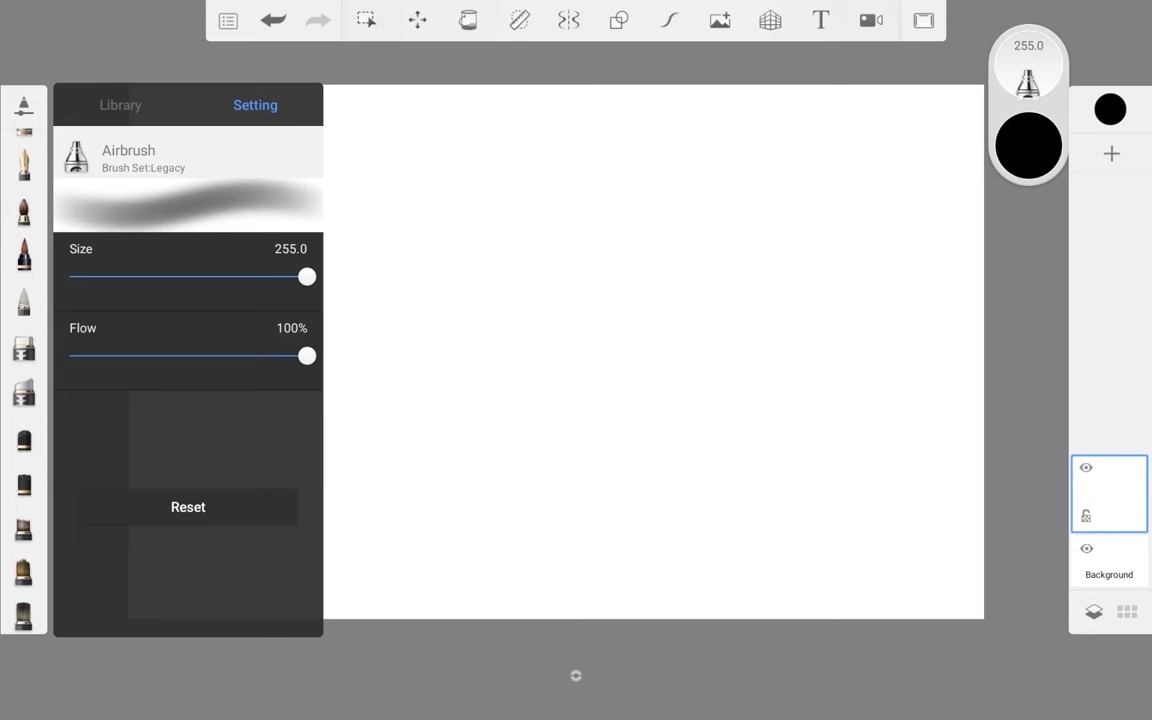 255.0
Library
Setting
Airbrush
Brush Set:Legacy
Size
255.0
Flow
100%
Reset
Background